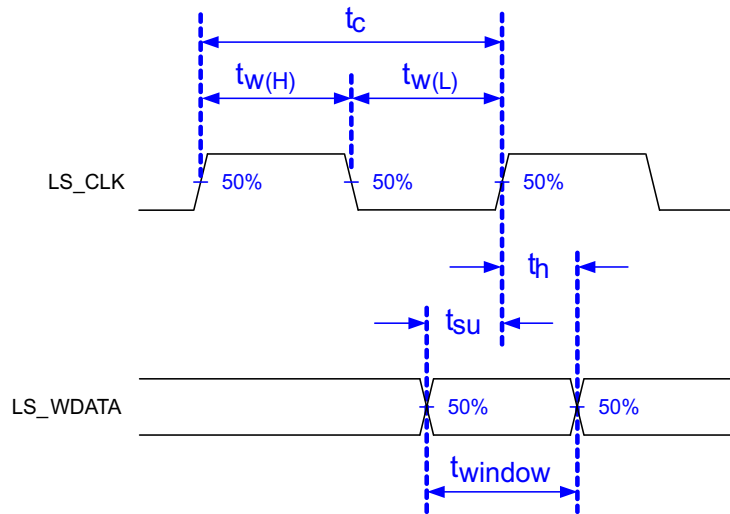 tc
tw(H) tw(L)
LS_CLK 50% 50% 50%
th
tsu
LS_WDATA 50% 50%
twindow